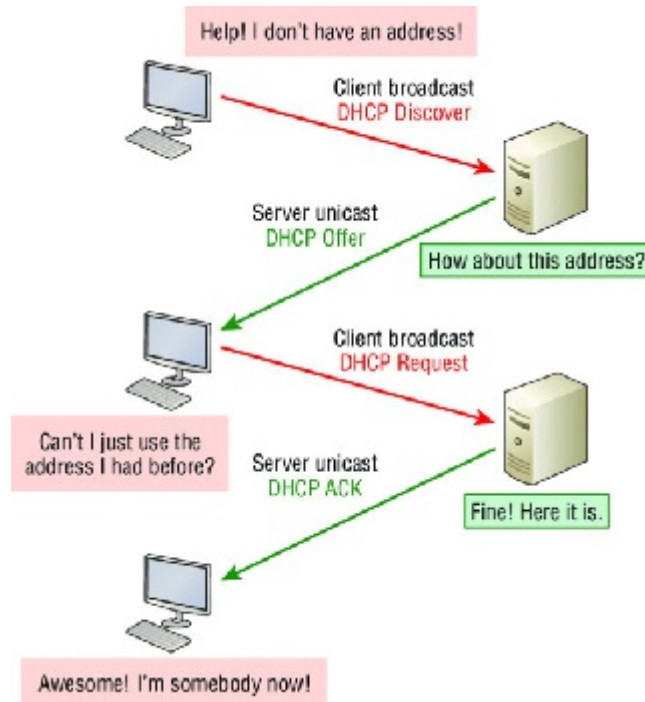 Help! I don't have an address!
Client broadcast
DHCP Discover
Server unicast
DHCP Offer
How about this address?
Client broadcast
DHCP Request
Can't I just use the
address I had before?
Server unicast
DHCP ACK
Fine! Here it is.
Awesome! I'm somebody now!